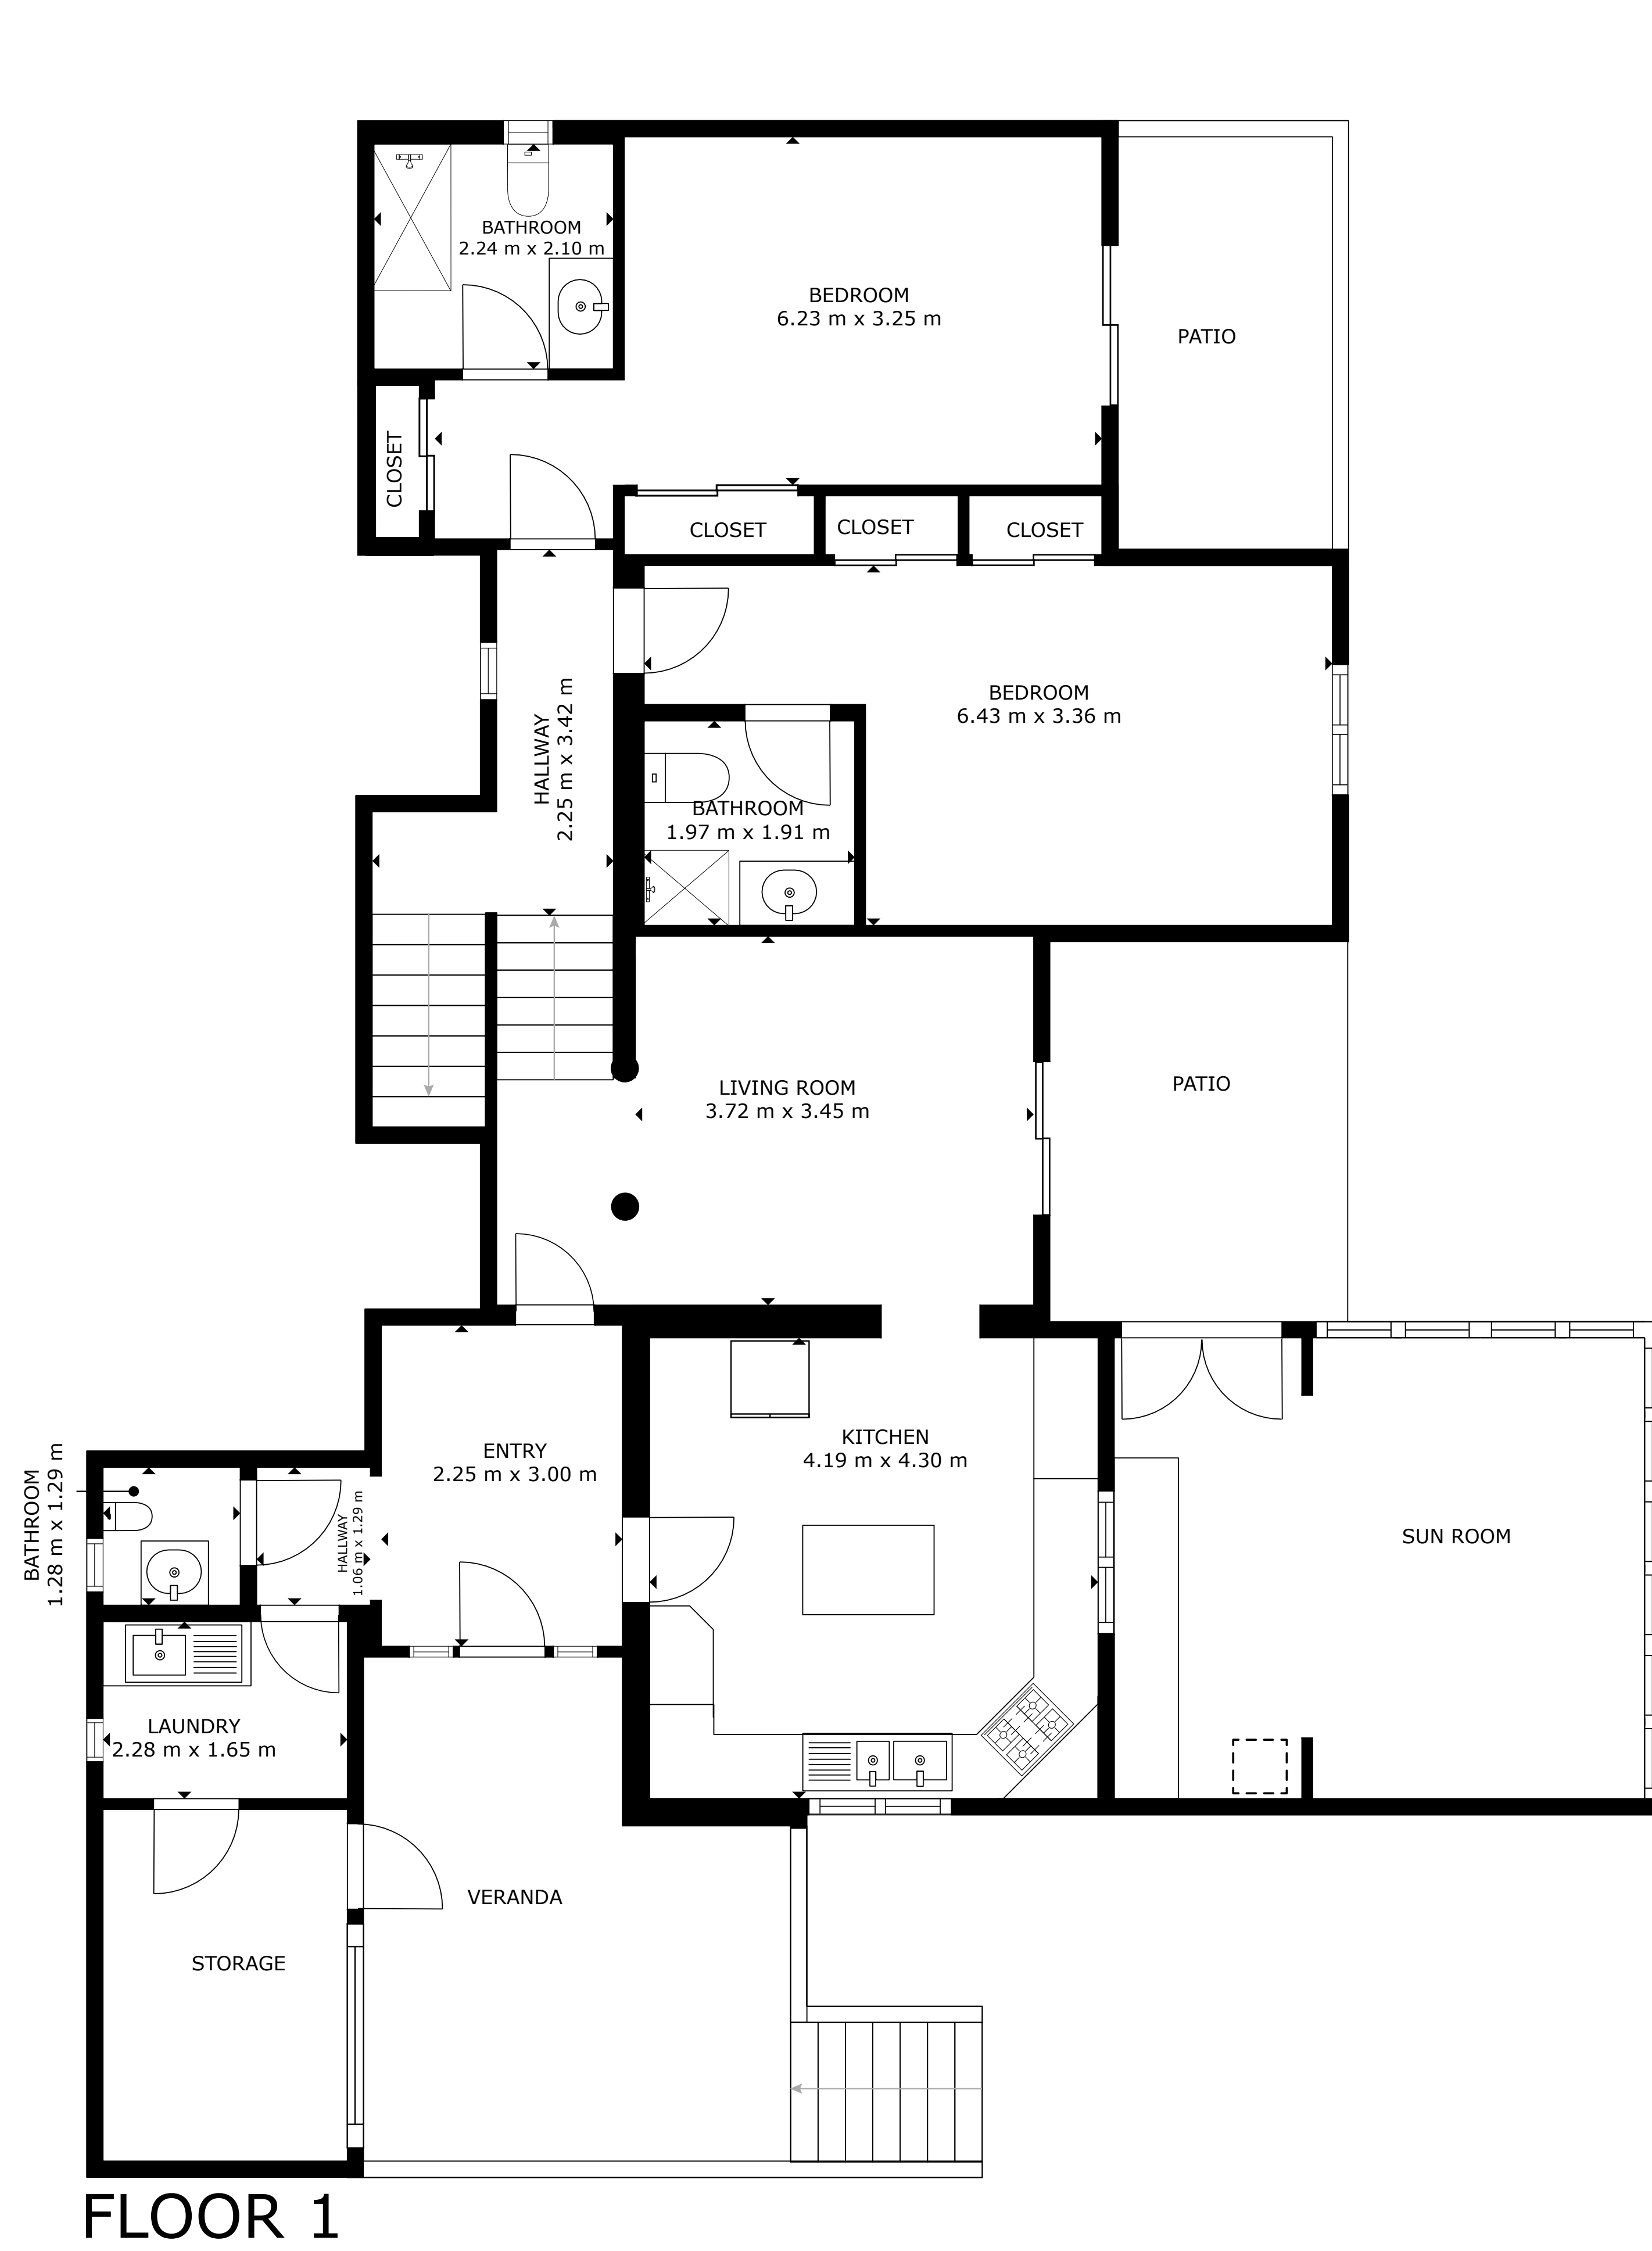 BATHROOM
2.24 m x 2.10 m
BEDROOM
6.23 m x 3.25 m
PATIO
CLOSET
CLOSET
CLOSET
CLOSET
HALLWAY
2.25 m x 3.42 m
BEDROOM
6.43 m x 3.36 m
BATHROOM
1.97 m x 1.91 m
LIVING ROOM
3.72 m x 3.45 m
PATIO
ENTRY
2.25 m x 3.00 m
KITCHEN
4.19 m x 4.30 m
BATHROOM
1.28 m x 1.29 m
HALLWAY
1.06 m x 1.29 m
SUN ROOM
LAUNDRY
2.28 m x 1.65 m
VERANDA
STORAGE
FLOOR 1